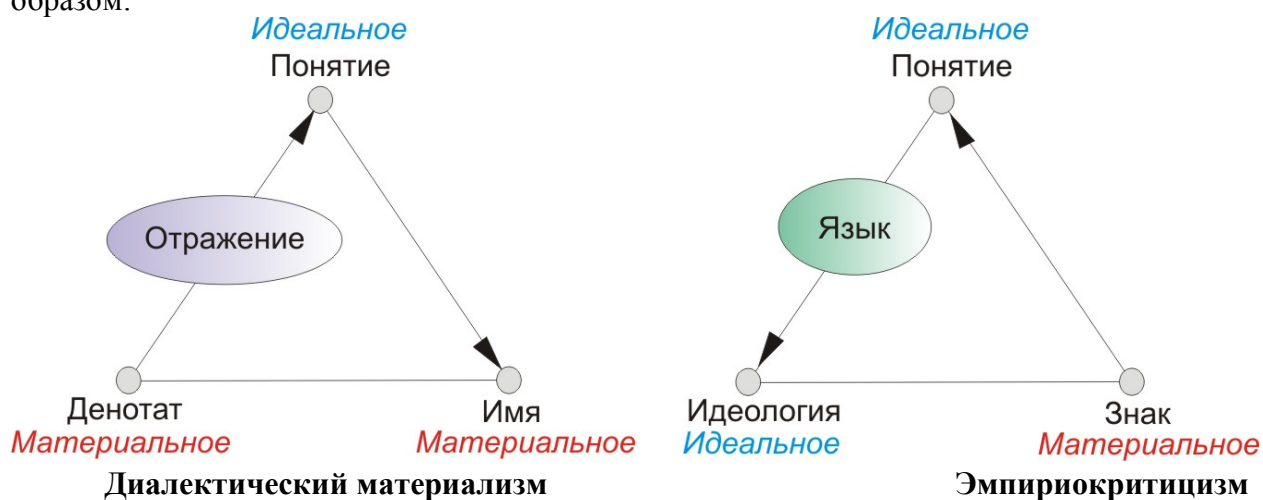 образом:
Идеальное
Понятие
Отражение
Денотат
Материальное
Имя
Материальное
Диалектический материализм
Идеальное
Понятие
Язык
Идеология
Идеальное
Знак
Материальное
Эмпириокритицизм